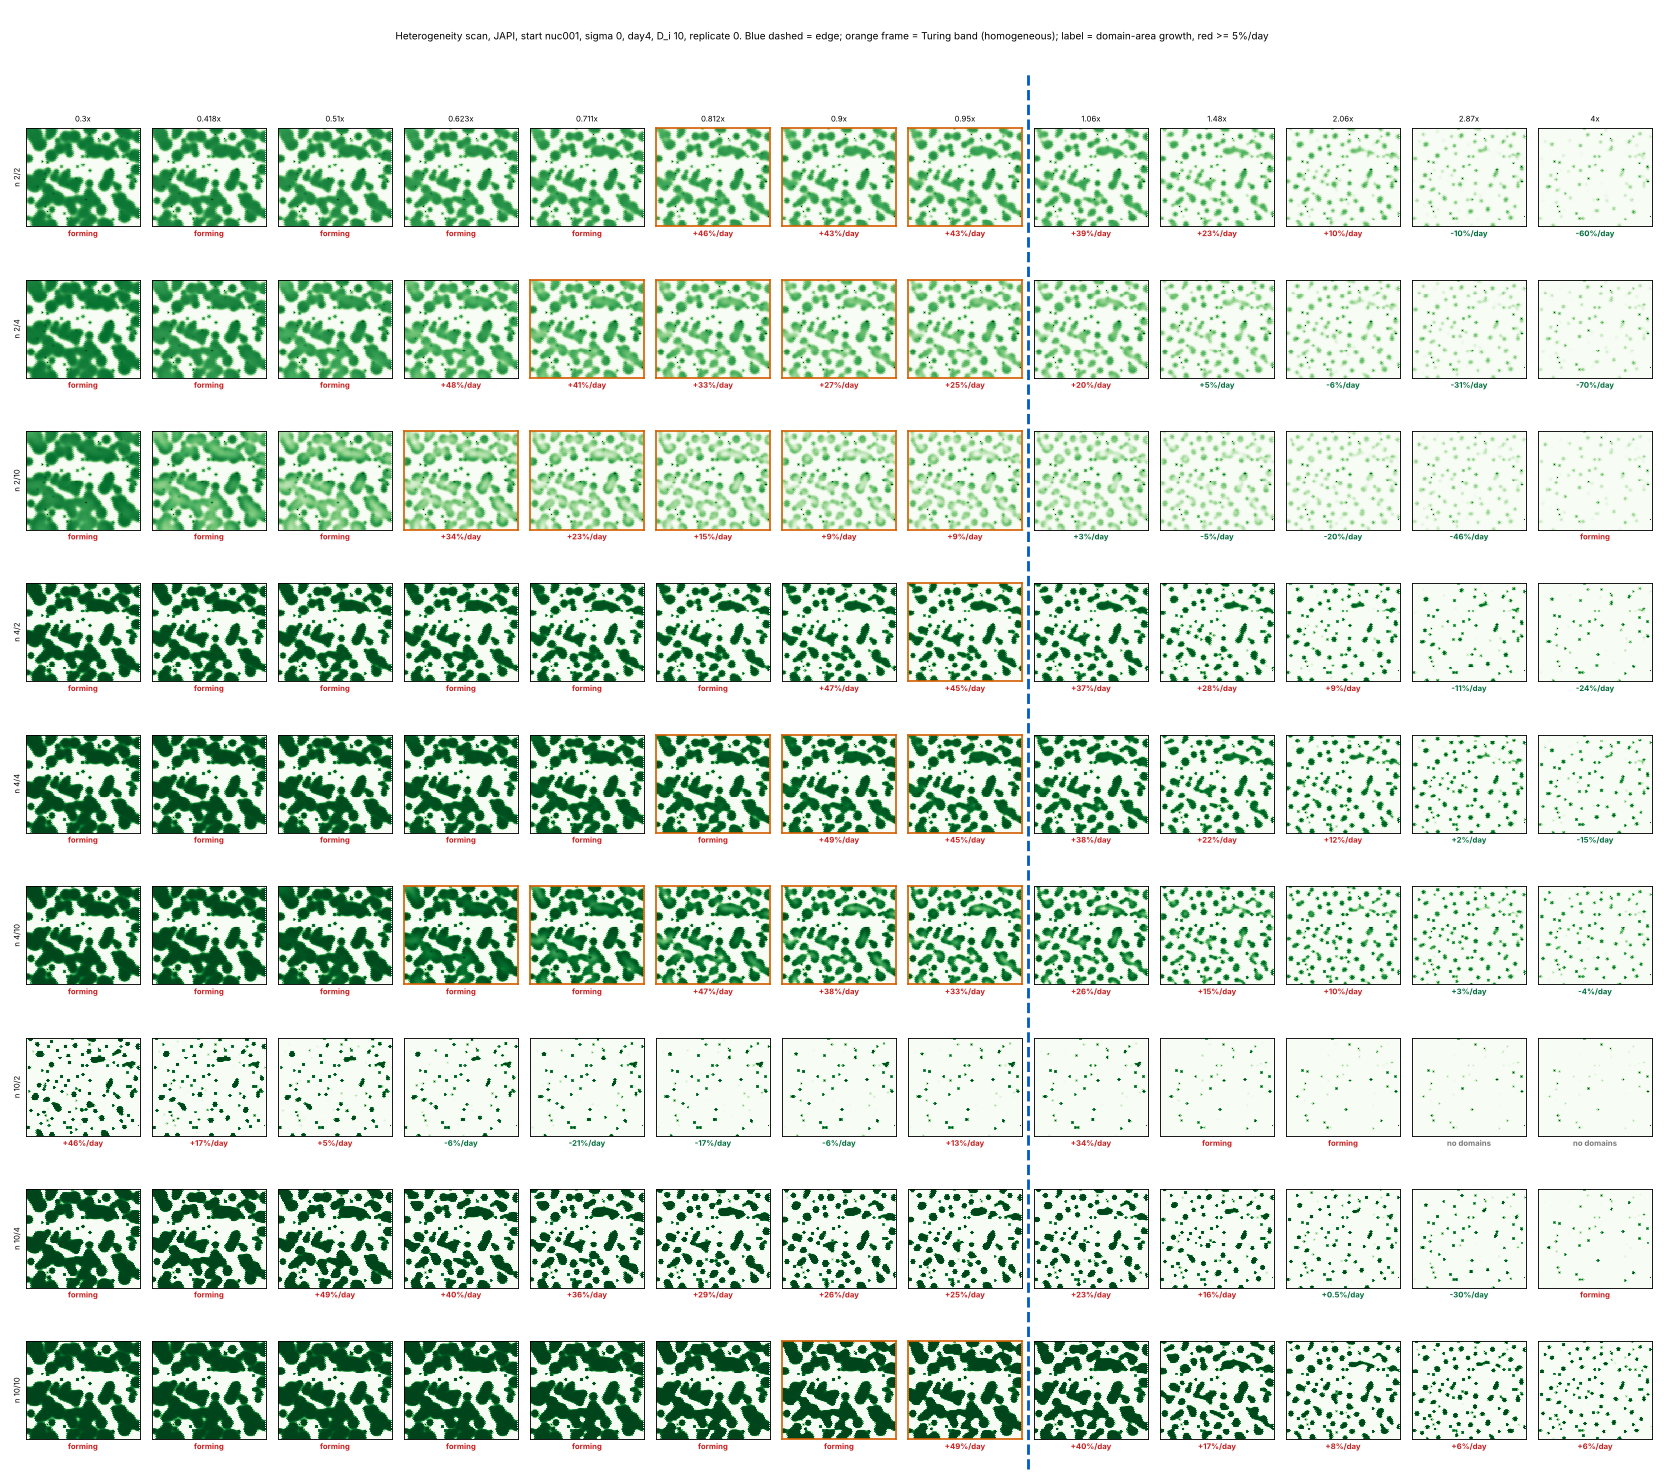 Heterogeneity scan, JAPI, start nuc001, sigma 0, day4, D_i 10, replicate 0. Blue dashed = edge; orange frame = Turing band (homogeneous); label = domain-area growth, red >= 5%/day
0.3x 0.418x 0.51x 0.623x 0.711x 0.812x 0.9x 0.95x 1.06x 1.48x 2.06x 2.87x 4x
n 2/2
forming forming forming forming forming +46%/day +43%/day +43%/day +39%/day +23%/day +10%/day -10%/day -60%/day
n 2/4
forming forming forming +48%/day +41%/day +33%/day +27%/day +25%/day +20%/day +5%/day -6%/day -31%/day -70%/day
n 2/10
forming forming forming +34%/day +23%/day +15%/day +9%/day +9%/day +3%/day -5%/day -20%/day -46%/day forming
n 4/2
forming forming forming forming forming forming +47%/day +45%/day +37%/day +28%/day +9%/day -11%/day -24%/day
n 4/4
forming forming forming forming forming forming +49%/day +45%/day +38%/day +22%/day +12%/day +2%/day -15%/day
n 4/10
forming forming forming forming forming +47%/day +38%/day +33%/day +26%/day +15%/day +10%/day +3%/day -4%/day
n 10/2
+46%/day +17%/day +5%/day -6%/day -21%/day -17%/day -6%/day +13%/day +34%/day forming forming no domains no domains
n 10/4
forming forming +49%/day +40%/day +36%/day +29%/day +26%/day +25%/day +23%/day +16%/day +0.5%/day -30%/day forming
n 10/10
forming forming forming forming forming forming forming +49%/day +40%/day +17%/day +8%/day +6%/day +6%/day